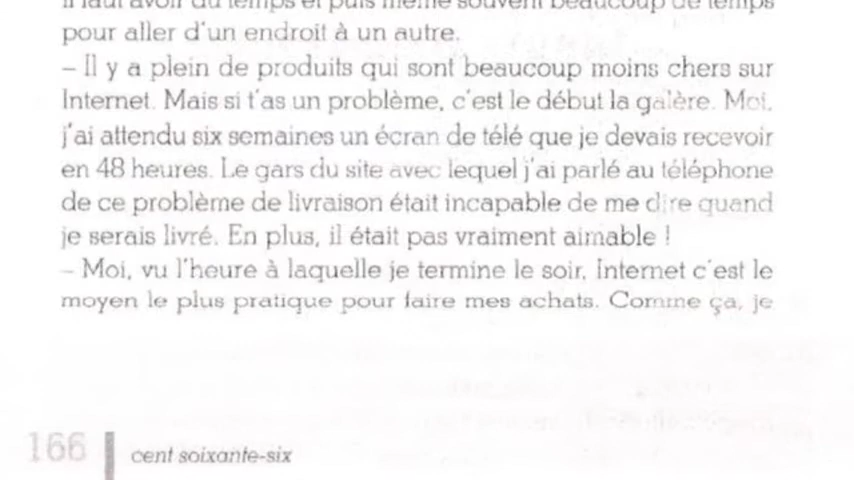 il faut avoir du temps et puis même souvent beaucoup de temps
pour aller d'un endroit à un autre.
– Il y a plein de produits qui sont beaucoup moins chers sur
Internet. Mais si t'as un problème, c'est le début la galère. Moi,
j'ai attendu six semaines un écran de télé que je devais recevoir
en 48 heures. Le gars du site avec lequel j'ai parlé au téléphone
de ce problème de livraison était incapable de me dire quand
je serais livré. En plus, il était pas vraiment aimable !
– Moi, vu l'heure à laquelle je termine le soir, Internet c'est le
moyen le plus pratique pour faire mes achats. Comme ça, je
166 cent soixante-six